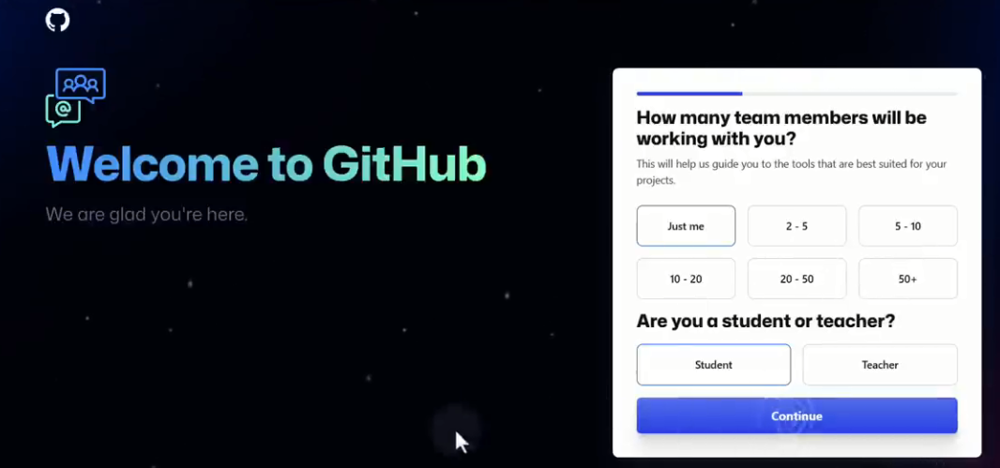 @
Welcome to GitHub
We are glad you're here.
How many team members will be
working with you?
This will help us guide you to the tools that are best suited for your
projects.
Just me
2 - 5
5 - 10
10 - 20
20 - 50
50+
Are you a student or teacher?
Student
Teacher
Continue